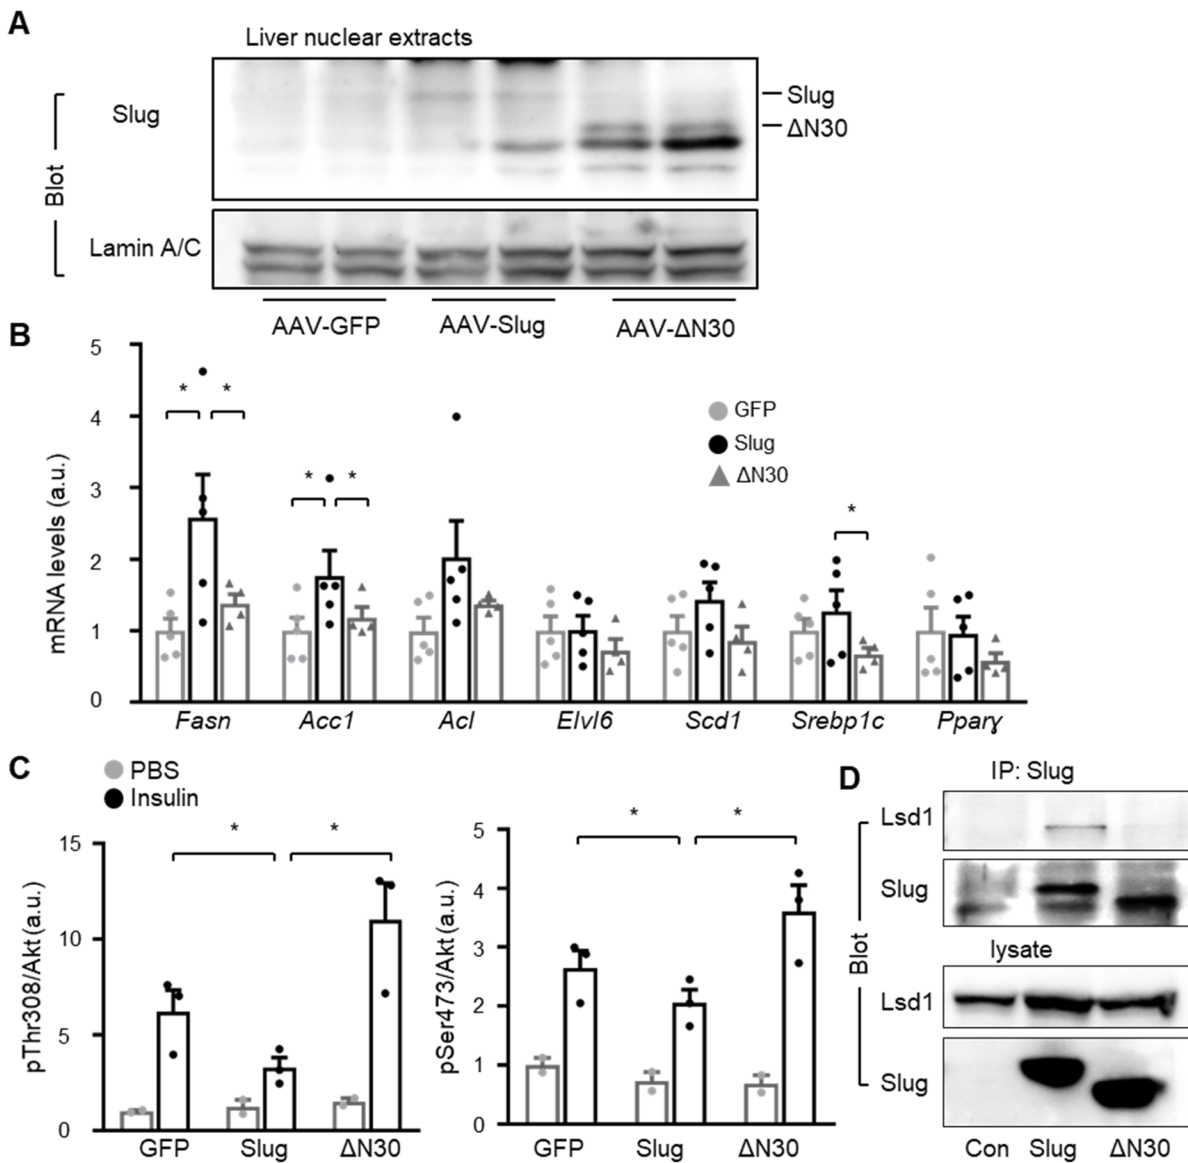 A
Liver nuclear extracts
Slug
Slug
ΔN30
Blot
Lamin A/C
AAV-GFP
AAV-Slug
AAV-ΔN30
B
mRNA levels (a.u.)
5
4
3
2
1
0
* *
* *
*
GFP
Slug
ΔN30
Fasn
Acc1
Acl
Elvl6
Scd1
Srebp1c
Pparɣ
C
PBS
Insulin
pThr308/Akt (a.u.)
15
10
5
0
* *
GFP
Slug
ΔN30
pSer473/Akt (a.u.)
5
4
3
2
1
0
* *
GFP
Slug
ΔN30
D
IP: Slug
Lsd1
Slug
Blot
lysate
Lsd1
Slug
Con
Slug
ΔN30